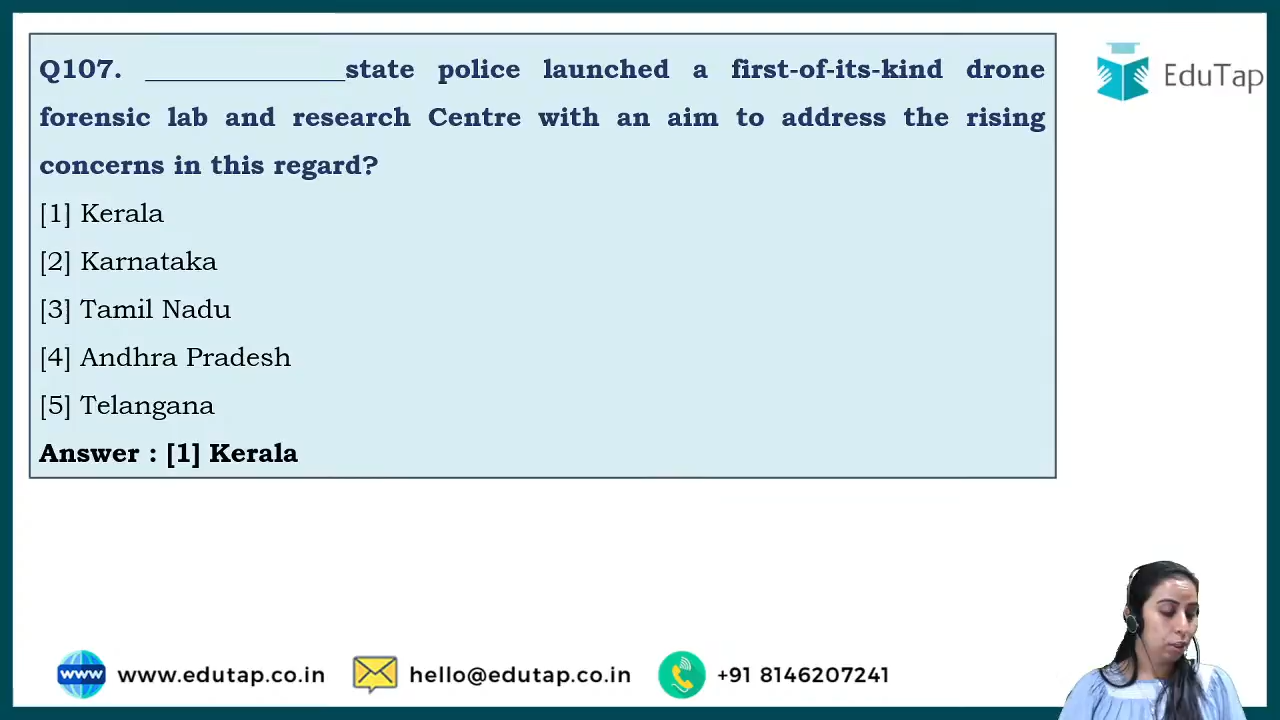 Q107. ______________state police launched a first-of-its-kind drone
forensic lab and research Centre with an aim to address the rising
concerns in this regard?
[1] Kerala
[2] Karnataka
[3] Tamil Nadu
[4] Andhra Pradesh
[5] Telangana
Answer : [1] Kerala
EduTap
www www.edutap.co.in hello@edutap.co.in +91 8146207241